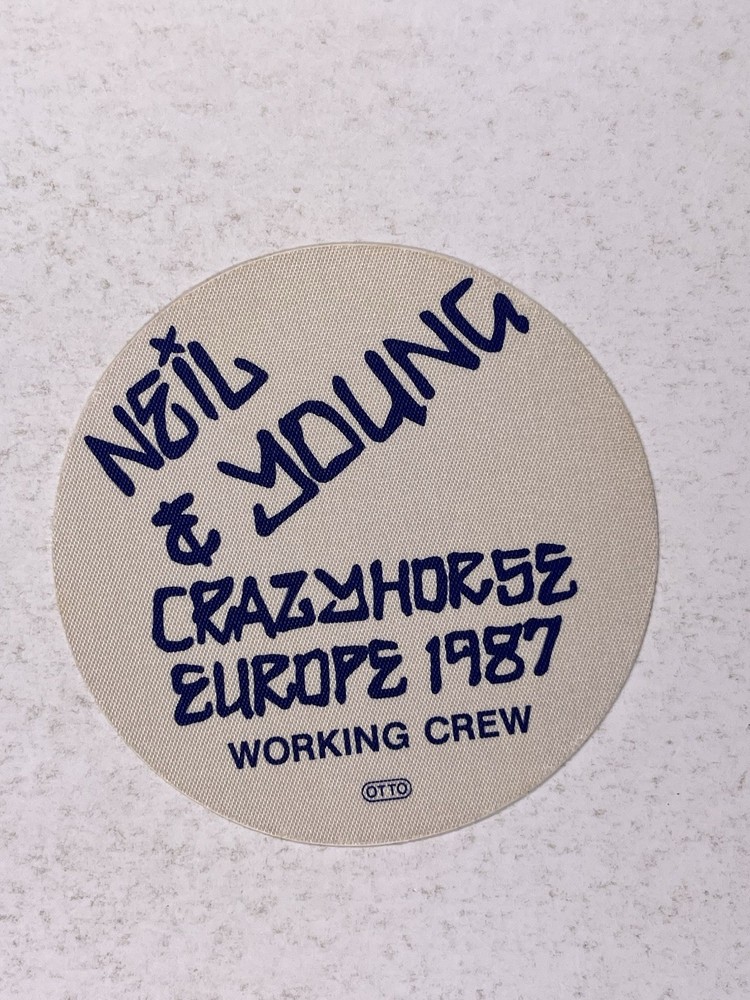 NEIL
& YOUNG
CRAZYHORSE
EUROPE 1987
WORKING CREW
OTTO